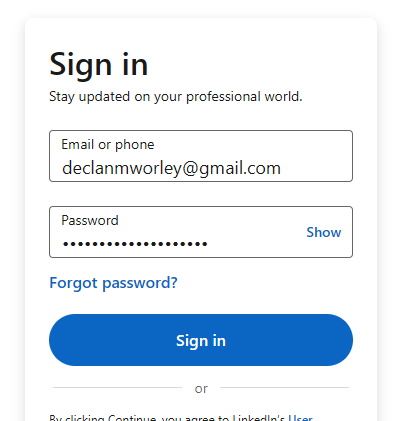 Sign in
Stay updated on your professional world.
Email or phone
declanmworley@gmail.com
Password
••••••••••••••••••••
Show
Forgot password?
Sign in
or
By clicking Continue, you agree to LinkedIn's User